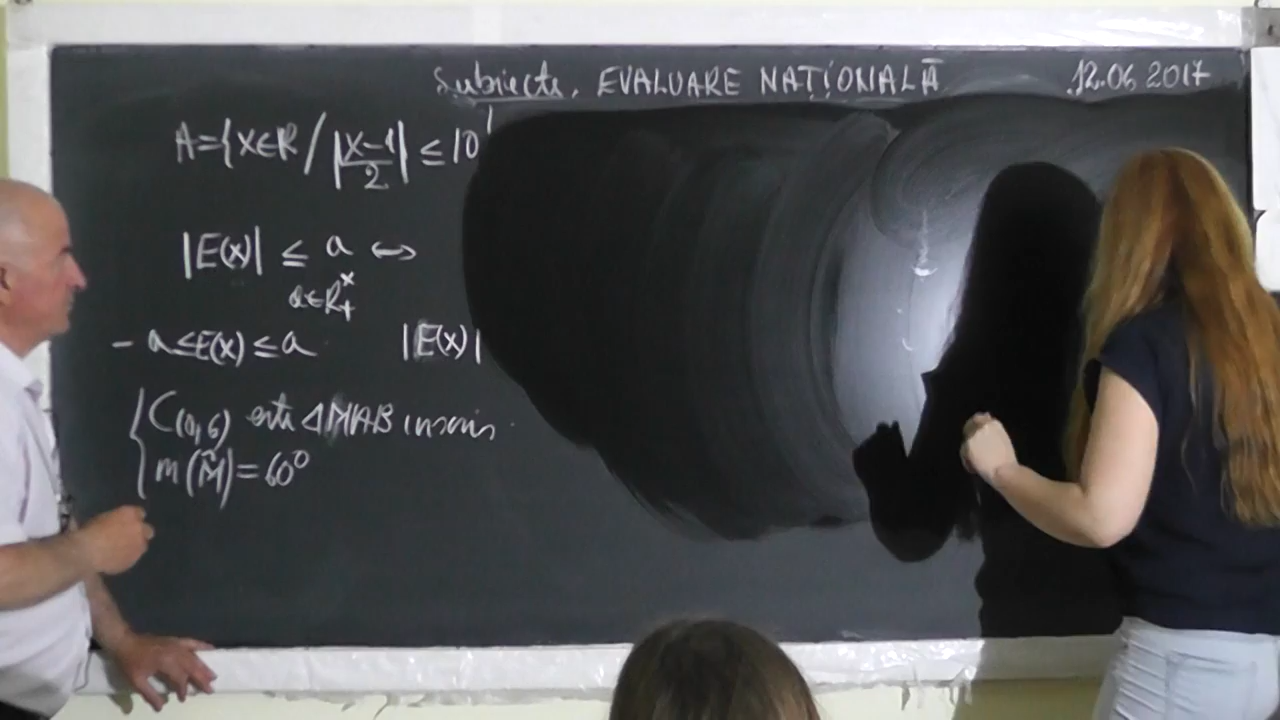 Subiecte, EVALUARE NAȚIONALĂ 12.06.2017
A={x∈R / |x-1/2| ≤ 10
|E(x)| ≤ a ↔
a∈R*+
- a≤E(x)≤a |E(x)|
{ C(0,6) este ΔMAB inscris
m(M̂)=60°